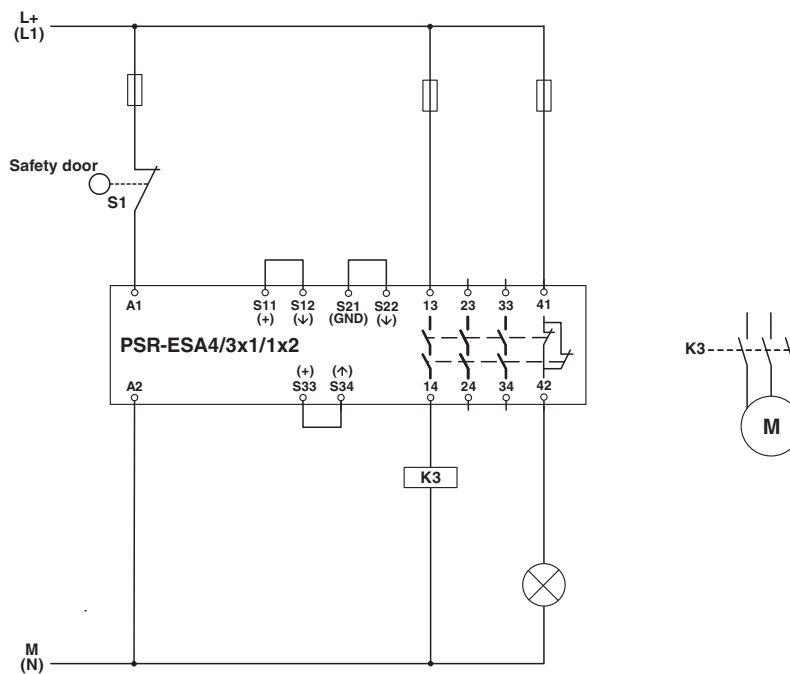 L+
(L1)
Safety door
S1
A1
S11
(+)
S12
(↓)
S21
(GND)
S22
(↓)
13
23
33
41
PSR-ESA4/3x1/1x2
A2
(+)
S33
(↑)
S34
14
24
34
42
K3
K3
M
M
(N)